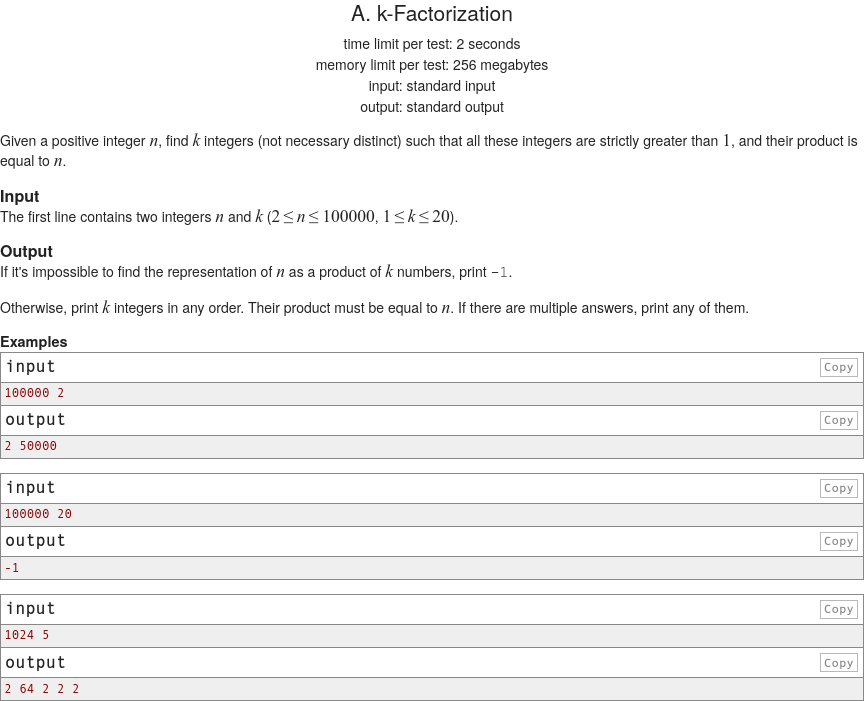 A. k-Factorization
time limit per test: 2 seconds
memory limit per test: 256 megabytes
input: standard input
output: standard output
Given a positive integer n, find k integers (not necessary distinct) such that all these integers are strictly greater than 1, and their product is
equal to n.
Input
The first line contains two integers n and k (2 ≤ n ≤ 100000, 1 ≤ k ≤ 20).
Output
If it's impossible to find the representation of n as a product of k numbers, print -1.
Otherwise, print k integers in any order. Their product must be equal to n. If there are multiple answers, print any of them.
Examples
input Copy
100000 2
output Copy
2 50000
input Copy
100000 20
output Copy
-1
input Copy
1024 5
output Copy
2 64 2 2 2